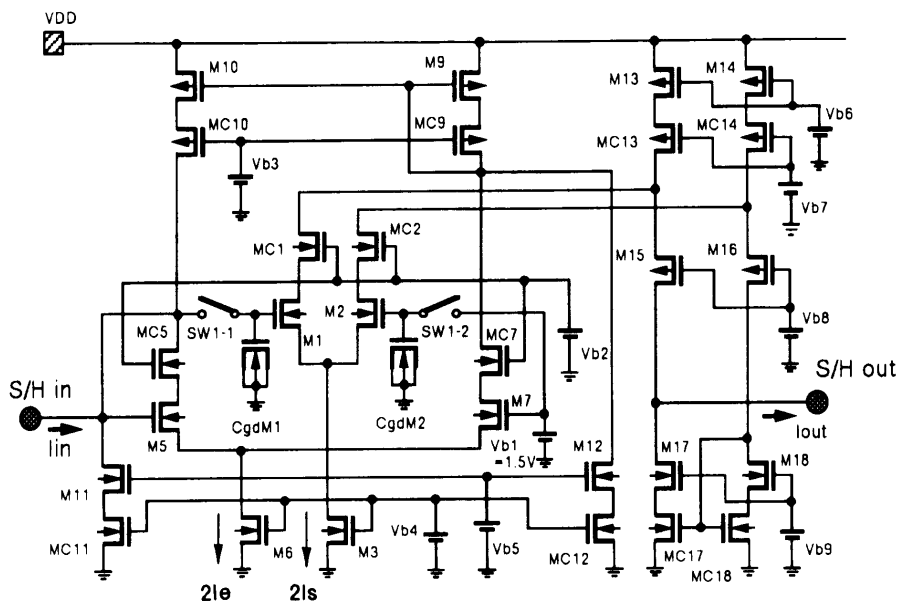 VDD
M10
M9
M13
M14
MC10
MC9
MC13
MC14
Vb6
Vb3
Vb7
MC1
MC2
M15
M16
MC5
SW1-1
M1
M2
SW1-2
MC7
Vb2
Vb8
S/H in
CgdM1
CgdM2
M7
S/H out
Iin
M5
Vb1
=1.5V
M12
M17
M18
Iout
M11
MC11
M6
M3
Vb4
Vb5
MC12
MC17
MC18
Vb9
2Ie
2Is